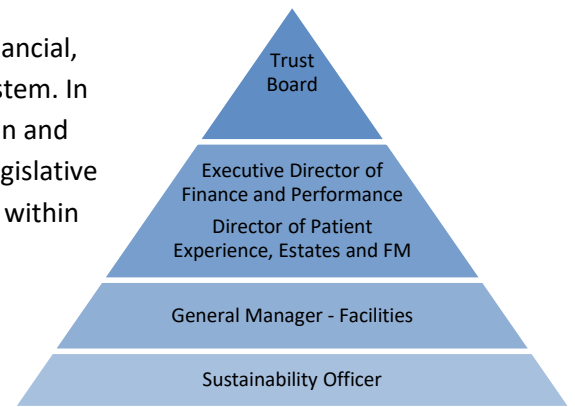 ancial,
stem. In
n and
gislative
within
Trust
Board
Executive Director of
Finance and Performance
Director of Patient
Experience, Estates and FM
General Manager - Facilities
Sustainability Officer